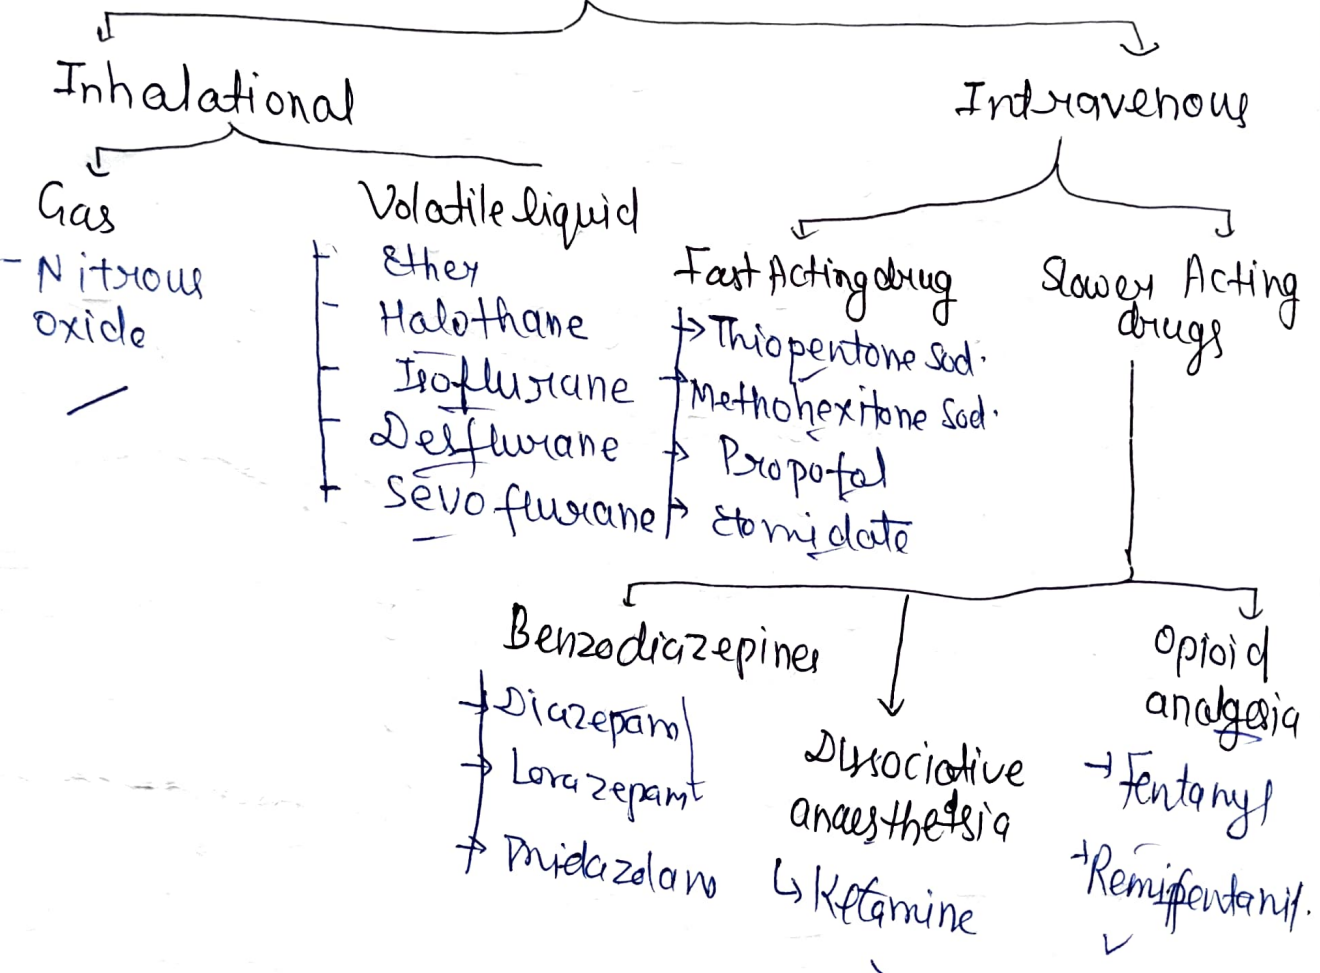 Inhalational
Intravenous
Gas
- Nitrous
oxide
Volatile liquid
Ether
Halothane
Isoflurane
Desflurane
Sevoflurane
Fast Acting drug
→ Thiopentone Sod.
→ Methohexitone Sod.
→ Propofol
→ Etomidate
Slower Acting
drugs
Benzodiazepines
→ Diazepam
→ Lorazepam
→ Midazolam
Dissociative
anaesthetsia
↳ Ketamine
Opioid
analgesia
→ Fentanyl
→ Remifentanil.